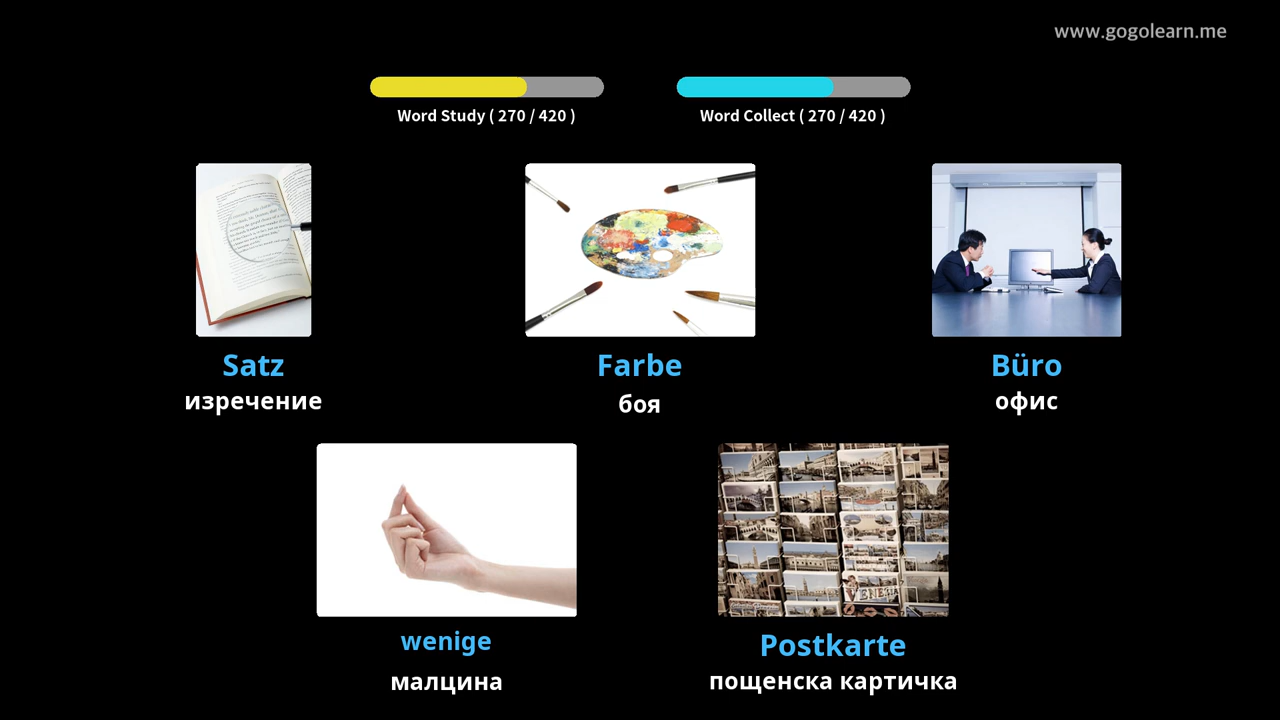 www.gogolearn.me
Word Study ( 270 / 420 )
Word Collect ( 270 / 420 )
Satz
изречение
Farbe
боя
Büro
офис
wenige
малцина
Postkarte
пощенска картичка